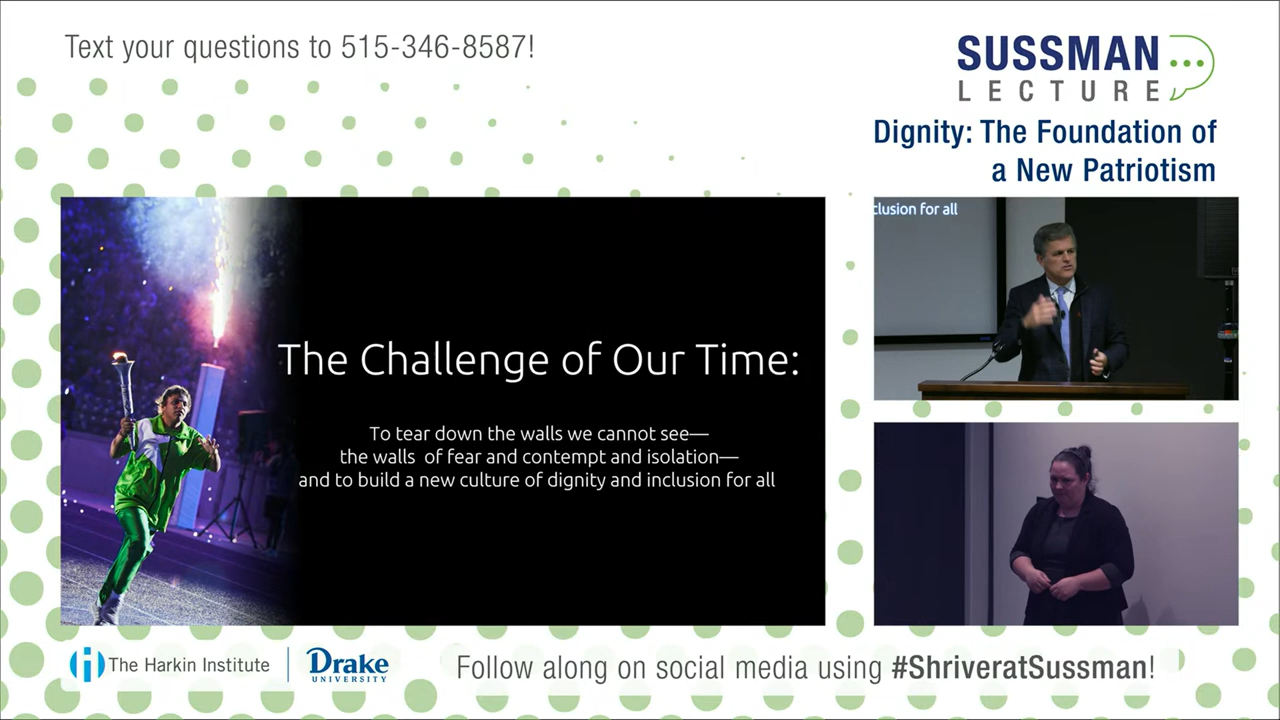 Text your questions to 515-346-8587!
SUSSMAN
LECTURE
Dignity: The Foundation of
a New Patriotism
The Challenge of Our Time:
To tear down the walls we cannot see—
the walls of fear and contempt and isolation—
and to build a new culture of dignity and inclusion for all
clusion for all
The Harkin Institute
Drake
UNIVERSITY
Follow along on social media using #ShriveratSussman!